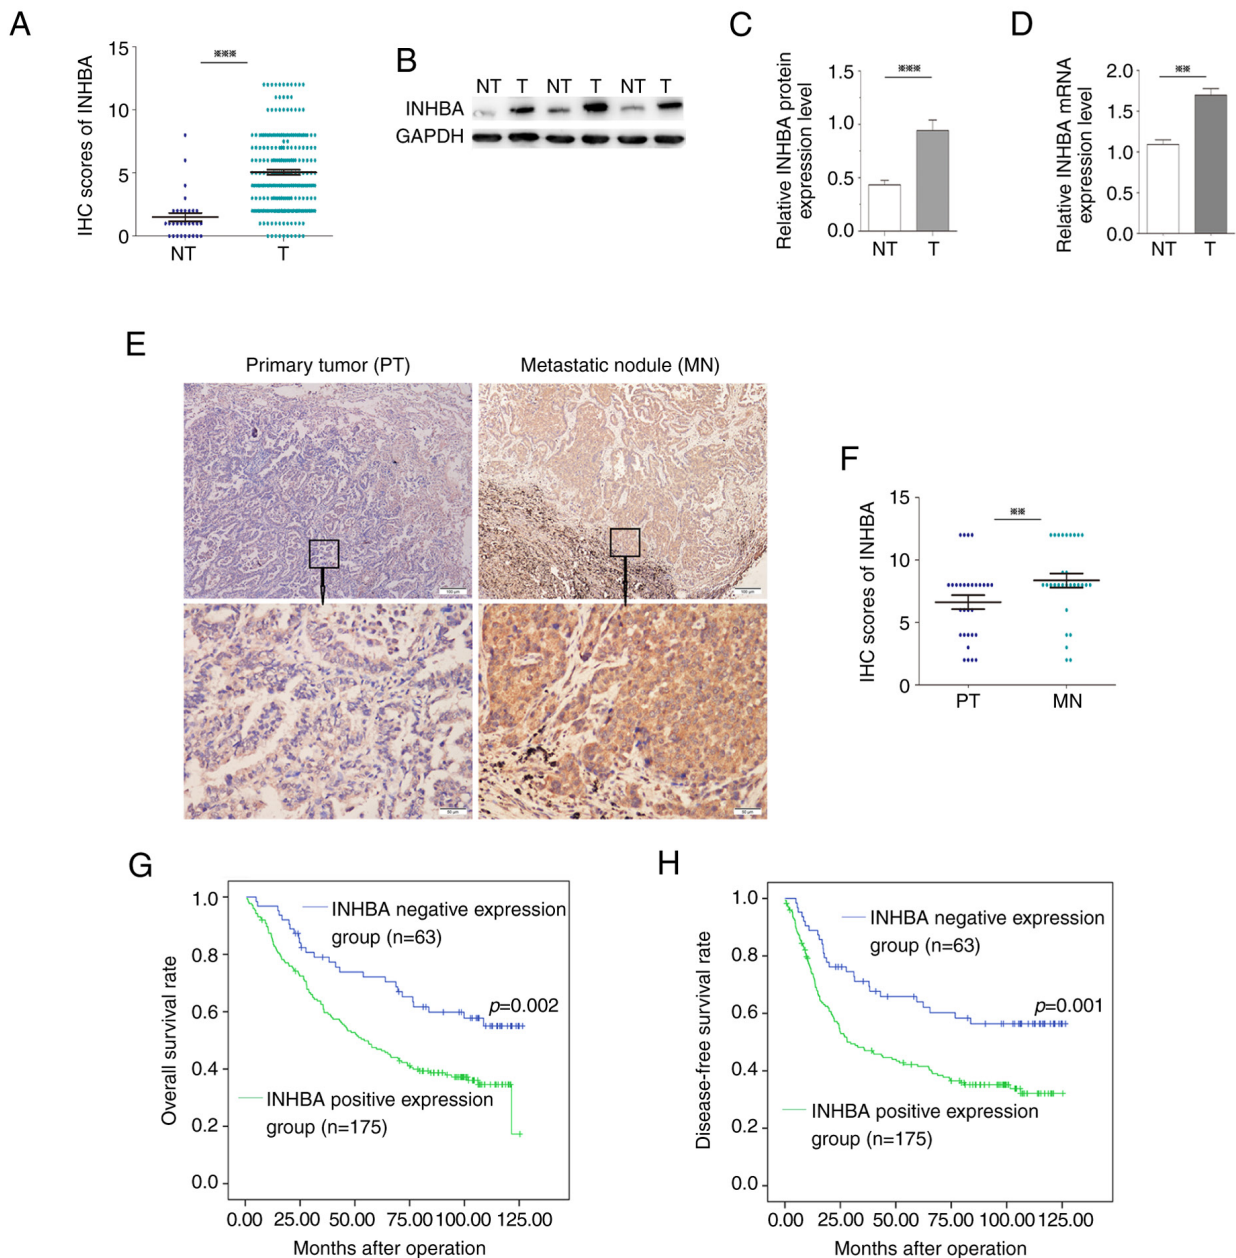 A
IHC scores of INHBA
15
10
5
0
※※※
NT
T
B
NT T NT T NT T
INHBA
GAPDH
C
Relative INHBA protein
expression level
1.5
1.0
0.5
0.0
※※※
NT
T
D
Relative INHBA mRNA
expression level
2.0
1.5
1.0
0.5
0.0
※※
NT
T
E
Primary tumor (PT)
Metastatic nodule (MN)
F
IHC scores of INHBA
15
10
5
0
※※
PT
MN
G
Overall survival rate
1.0
0.8
0.6
0.4
0.2
0.0
INHBA negative expression
group (n=63)
p=0.002
INHBA positive expression
group (n=175)
0.00 25.00 50.00 75.00 100.00 125.00
Months after operation
H
Disease-free survival rate
1.0
0.8
0.6
0.4
0.2
0.0
INHBA negative expression
group (n=63)
p=0.001
INHBA positive expression
group (n=175)
0.00 25.00 50.00 75.00 100.00 125.00
Months after operation